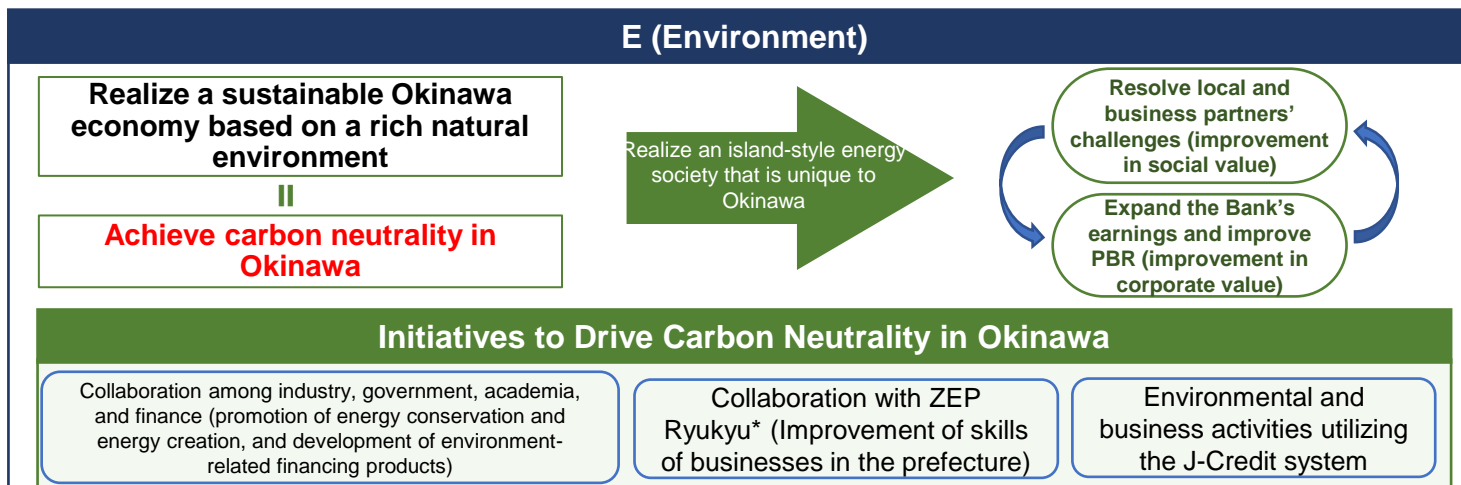 E (Environment)
Realize a sustainable Okinawa
economy based on a rich natural
environment
=
Achieve carbon neutrality in
Okinawa
Realize an island-style energy
society that is unique to
Okinawa
Resolve local and
business partners’
challenges (improvement
in social value)
Expand the Bank’s
earnings and improve
PBR (improvement in
corporate value)
Initiatives to Drive Carbon Neutrality in Okinawa
Collaboration among industry, government, academia,
and finance (promotion of energy conservation and
energy creation, and development of environment-
related financing products)
Collaboration with ZEP
Ryukyu* (Improvement of skills
of businesses in the prefecture)
Environmental and
business activities utilizing
the J-Credit system